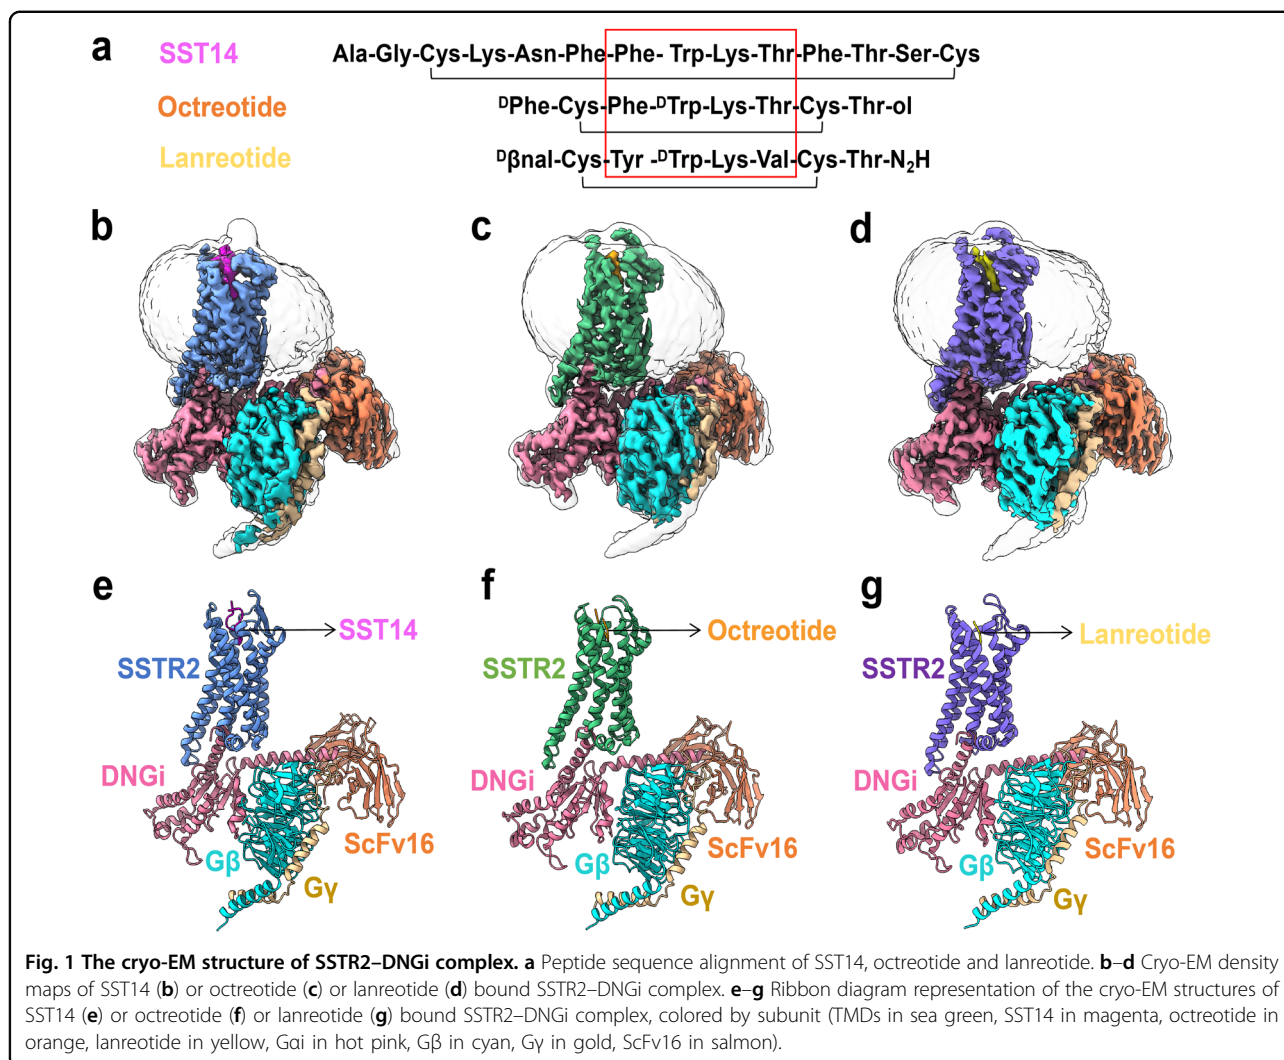 a
SST14
Ala-Gly-Cys-Lys-Asn-Phe-Phe- Trp-Lys-Thr-Phe-Thr-Ser-Cys
Octreotide
ᴰPhe-Cys-Phe-ᴰTrp-Lys-Thr-Cys-Thr-ol
Lanreotide
ᴰβnal-Cys-Tyr -ᴰTrp-Lys-Val-Cys-Thr-N₂H
b
c
d
e
SST14
SSTR2
DNGi
Gβ
Gγ
ScFv16
f
Octreotide
SSTR2
DNGi
Gβ
Gγ
ScFv16
g
Lanreotide
SSTR2
DNGi
Gβ
Gγ
ScFv16
Fig. 1 The cryo-EM structure of SSTR2–DNGi complex. a Peptide sequence alignment of SST14, octreotide and lanreotide. b–d Cryo-EM density
maps of SST14 (b) or octreotide (c) or lanreotide (d) bound SSTR2–DNGi complex. e–g Ribbon diagram representation of the cryo-EM structures of
SST14 (e) or octreotide (f) or lanreotide (g) bound SSTR2–DNGi complex, colored by subunit (TMDs in sea green, SST14 in magenta, octreotide in
orange, lanreotide in yellow, Gαi in hot pink, Gβ in cyan, Gγ in gold, ScFv16 in salmon).